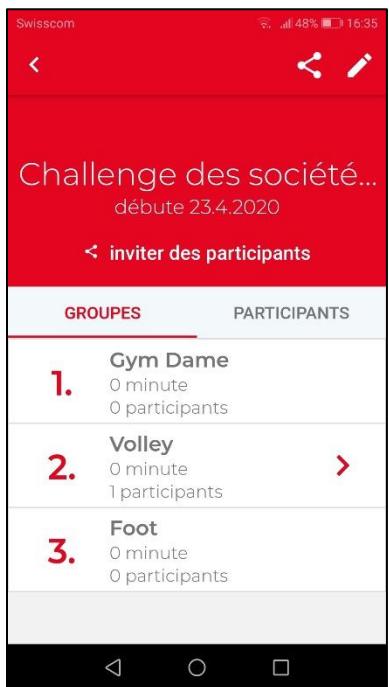 Swisscom 48% 16:35
Challenge des société...
débute 23.4.2020
inviter des participants
GROUPES PARTICIPANTS
1. Gym Dame
0 minute
0 participants
2. Volley
0 minute
1 participants
3. Foot
0 minute
0 participants